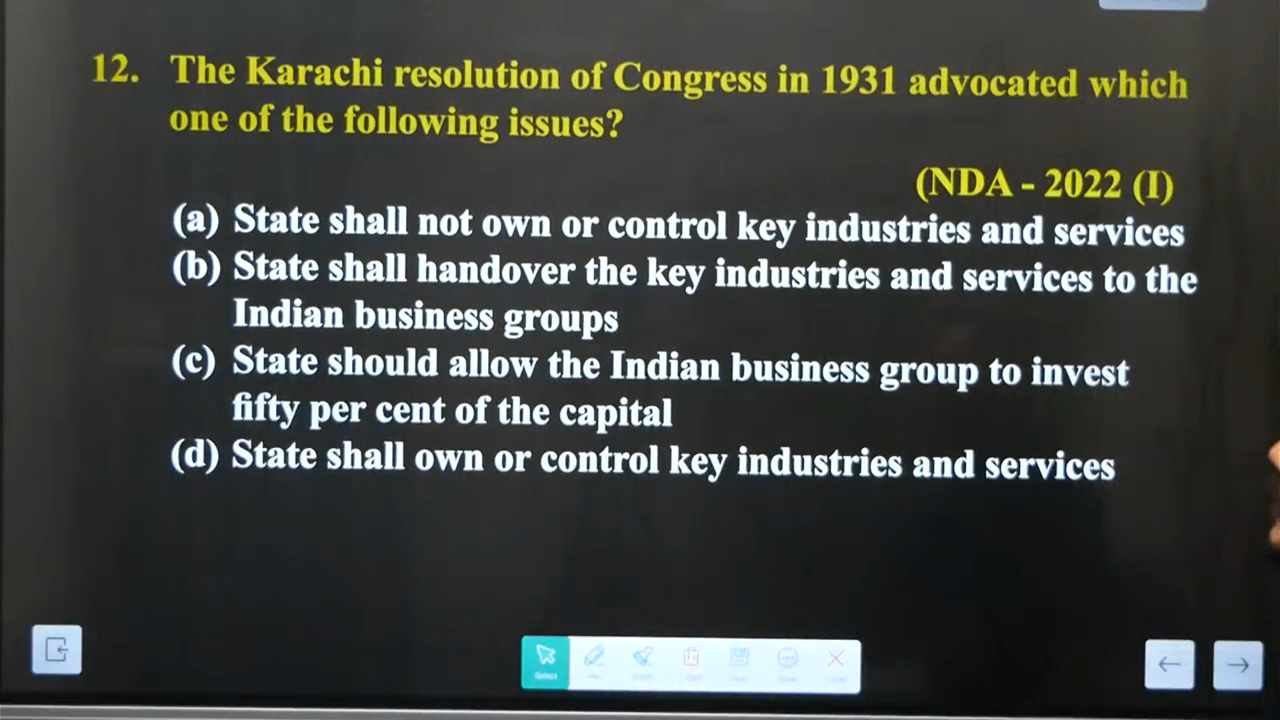 12. The Karachi resolution of Congress in 1931 advocated which
one of the following issues?
(NDA - 2022 (I)
(a) State shall not own or control key industries and services
(b) State shall handover the key industries and services to the
Indian business groups
(c) State should allow the Indian business group to invest
fifty per cent of the capital
(d) State shall own or control key industries and services
Select